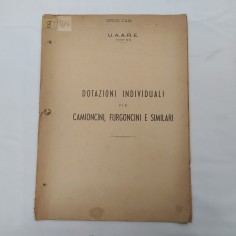 U.A.A.R.E.
DOTAZIONI INDIVIDUALI
PER
CAMIONCINI, FURGONCINI E SIMILARI